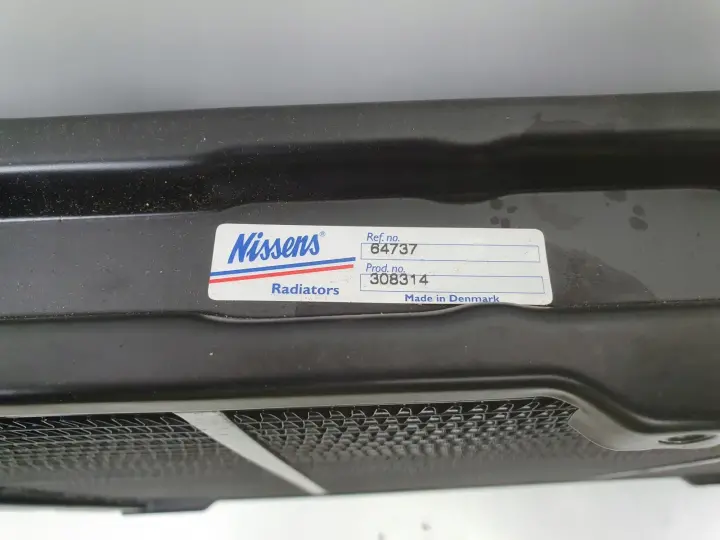 Nissens®
Radiators
Ref. no.
64737
Prod. no.
308314
Made in Denmark